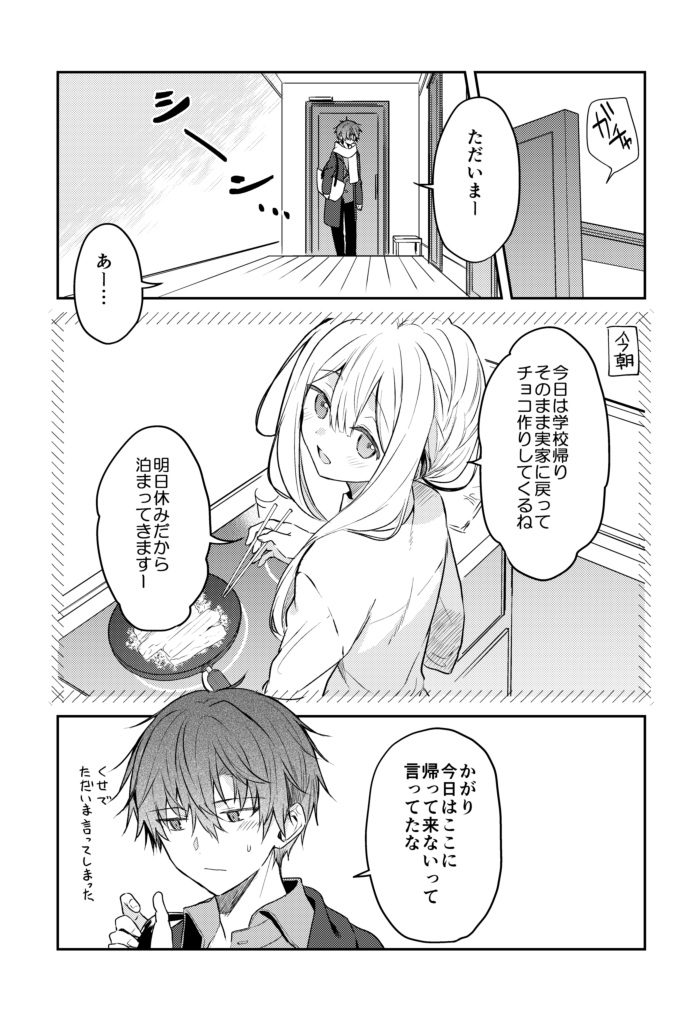 ガチャ
ただいまー
シーーン…
あー…
今朝
今日は学校帰り
そのまま実家に戻って
チョコ作りしてくるね
明日休みだから
泊まってきますー
かがり
今日はここに
帰って来ないって
言ってたな
くせで
ただいま言ってしまった